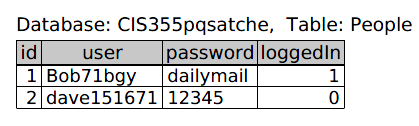 Database: CIS355pqsatche, Table: People
id user password loggedIn
1 Bob71bgy dailymail 1
2 dave151671 12345 0